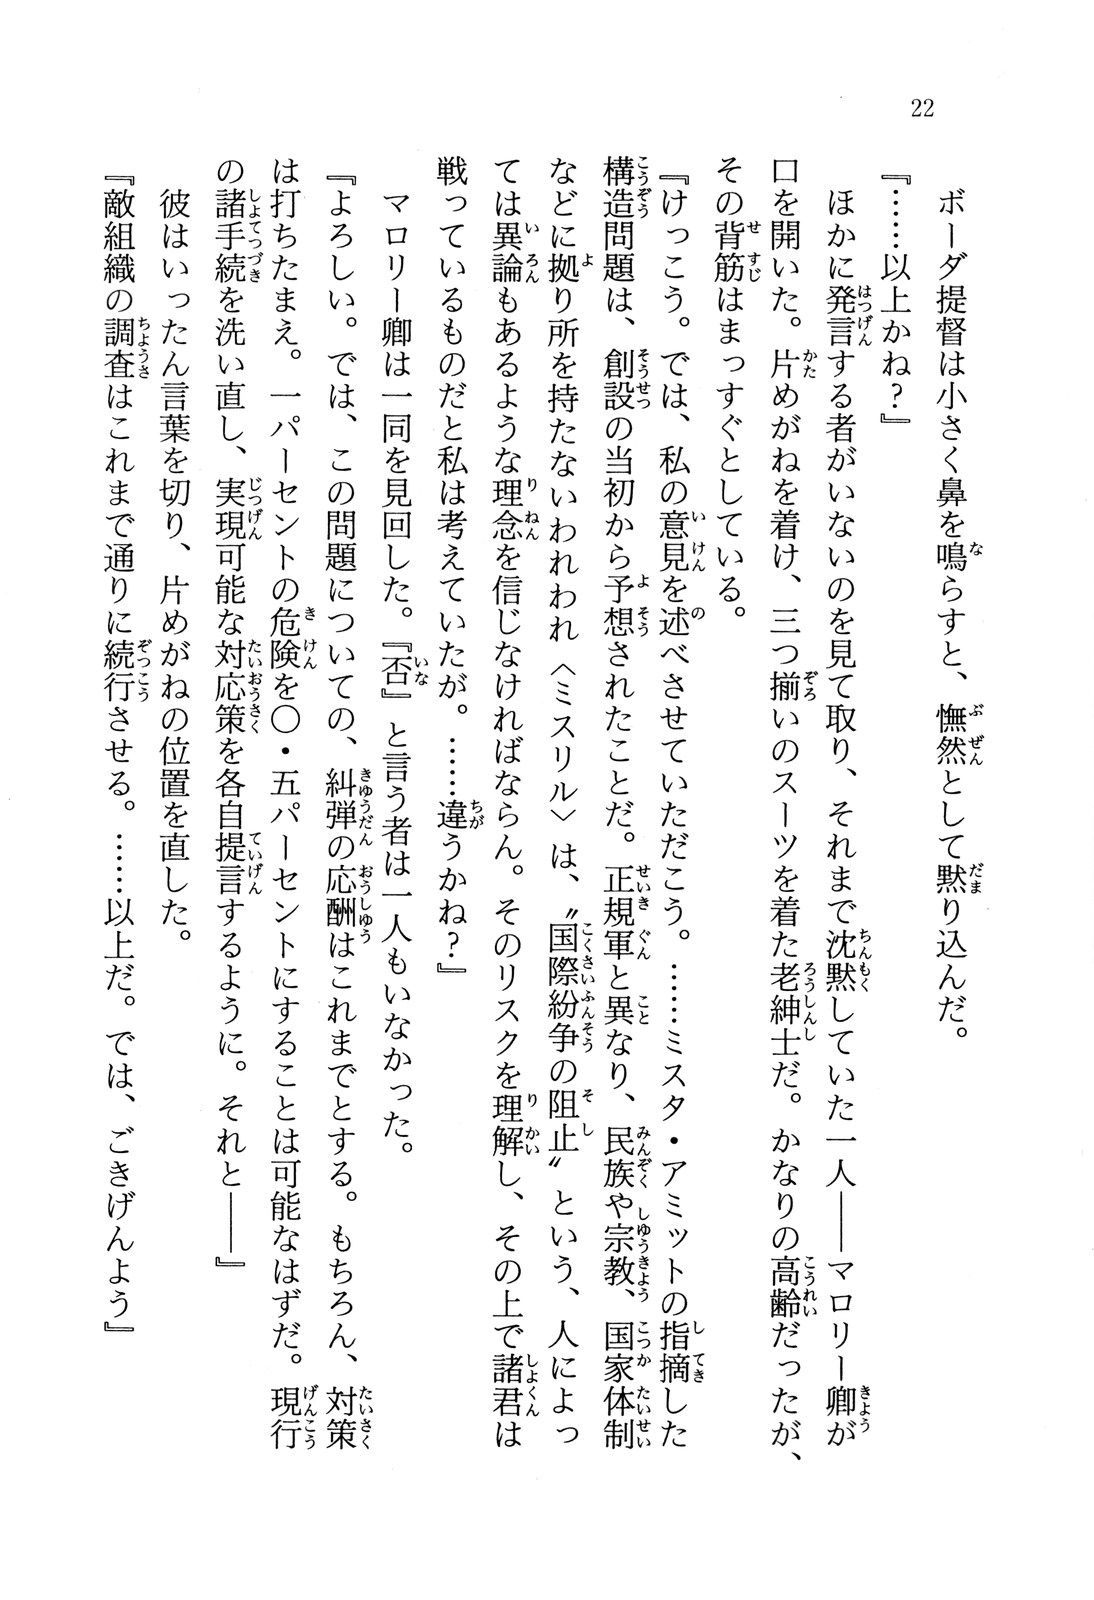 22
　ボーダ提督は小さく鼻を鳴らすと、憮然として黙り込んだ。
『……以上かね？』
　ほかに発言する者がいないのを見て取り、それまで沈黙していた一人――マロリー卿が
口を開いた。片めがねを着け、三つ揃いのスーツを着た老紳士だ。かなりの高齢だったが、
その背筋はまっすぐとしている。
『けっこう。では、私の意見を述べさせていただこう。……ミスタ・アミットの指摘した
構造問題は、創設の当初から予想されたことだ。正規軍と異なり、民族や宗教、国家体制
などに拠り所を持たないわれわれ〈ミスリル〉は、〝国際紛争の阻止〟という、人によっ
ては異論もあるような理念を信じなければならん。そのリスクを理解し、その上で諸君は
戦っているものだと私は考えていたが。……違うかね？』
　マロリー卿は一同を見回した。『否』と言う者は一人もいなかった。
『よろしい。では、この問題についての、糾弾の応酬はこれまでとする。もちろん、対策
は打ちたまえ。一パーセントの危険を〇・五パーセントにすることは可能なはずだ。現行
の諸手続を洗い直し、実現可能な対応策を各自提言するように。それと――』
　彼はいったん言葉を切り、片めがねの位置を直した。
『敵組織の調査はこれまで通りに続行させる。……以上だ。では、ごきげんよう』